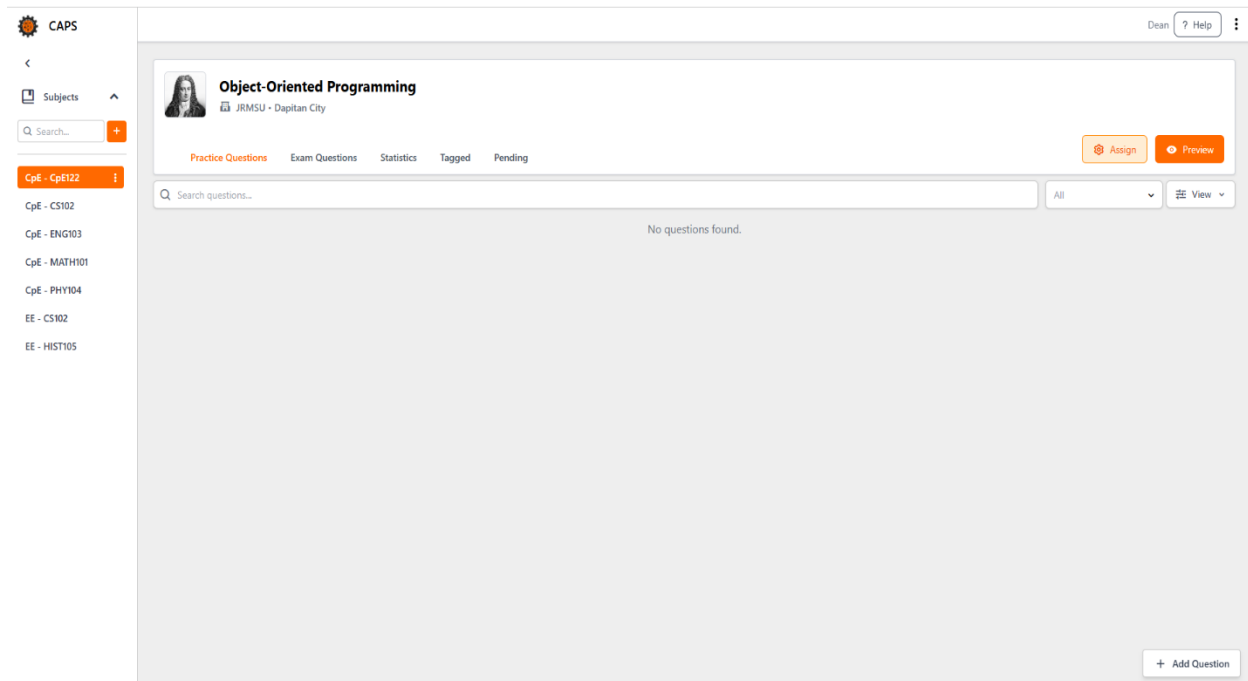 CAPS
Dean ? Help
Subjects
Search...
+
CpE - CpE122
CpE - CS102
CpE - ENG103
CpE - MATH101
CpE - PHY104
EE - CS102
EE - HIST105
Object-Oriented Programming
JRMSU • Dapitan City
Practice Questions Exam Questions Statistics Tagged Pending
Assign Preview
Search questions... All View
No questions found.
+ Add Question